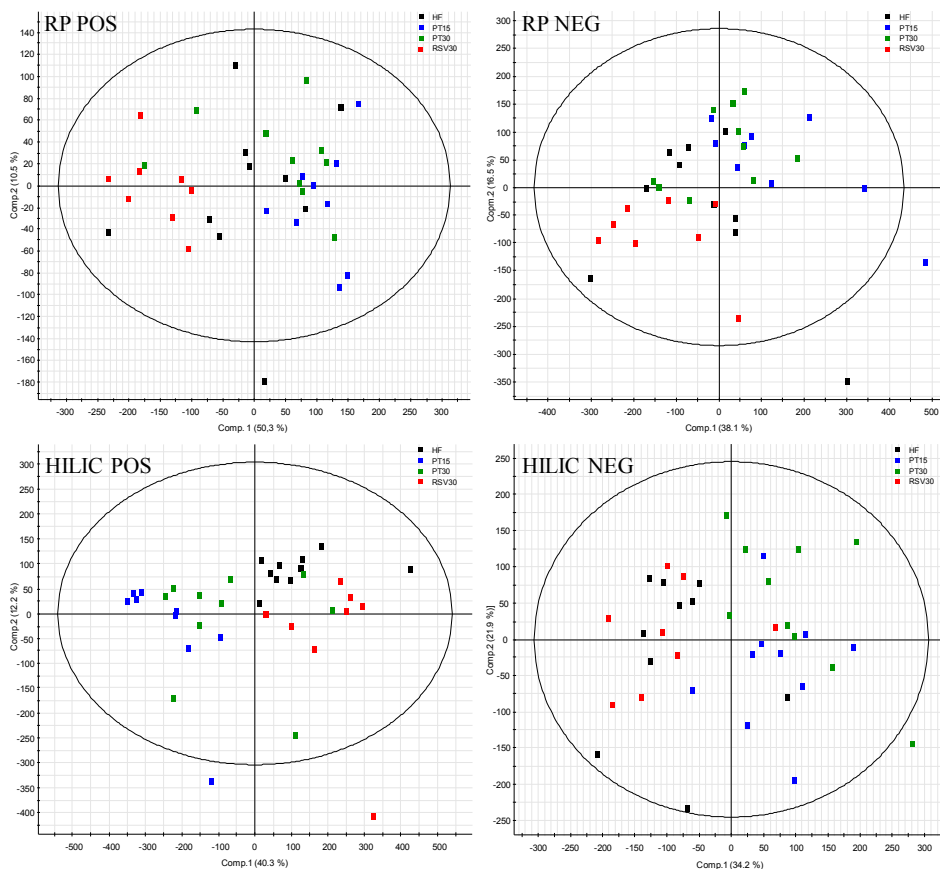 RP POS
HF
PT15
PT30
RSV30
140
120
100
80
60
40
20
0
-20
-40
-60
-80
-100
-120
-140
-160
-180
Comp.2 (10.5 %)
-300 -250 -200 -150 -100 -50 0 50 100 150 200 250 300
Comp. 1 (50,3 %)
RP NEG
HF
PT15
PT30
RSV30
300
250
200
150
100
50
0
-50
-100
-150
-200
-250
-300
-350
Copm.2 (16.5 %)
-400 -300 -200 -100 0 100 200 300 400 500
Comp.1 (38.1 %)
HILIC POS
HF
PT15
PT30
RSV30
300
250
200
150
100
50
0
-50
-100
-150
-200
-250
-300
-400
Comp.2 (12.2 %)
-500 -400 -300 -200 -100 0 100 200 300 400 500
Comp.1 (40.3 %)
HILIC NEG
HF
PT15
PT30
RSV30
250
200
150
100
50
0
-50
-100
-150
-200
-250
Comp.2 (21.9 %)]
-300 -250 -200 -150 -100 -50 0 50 100 150 200 250 300
Comp.1 (34.2 %)